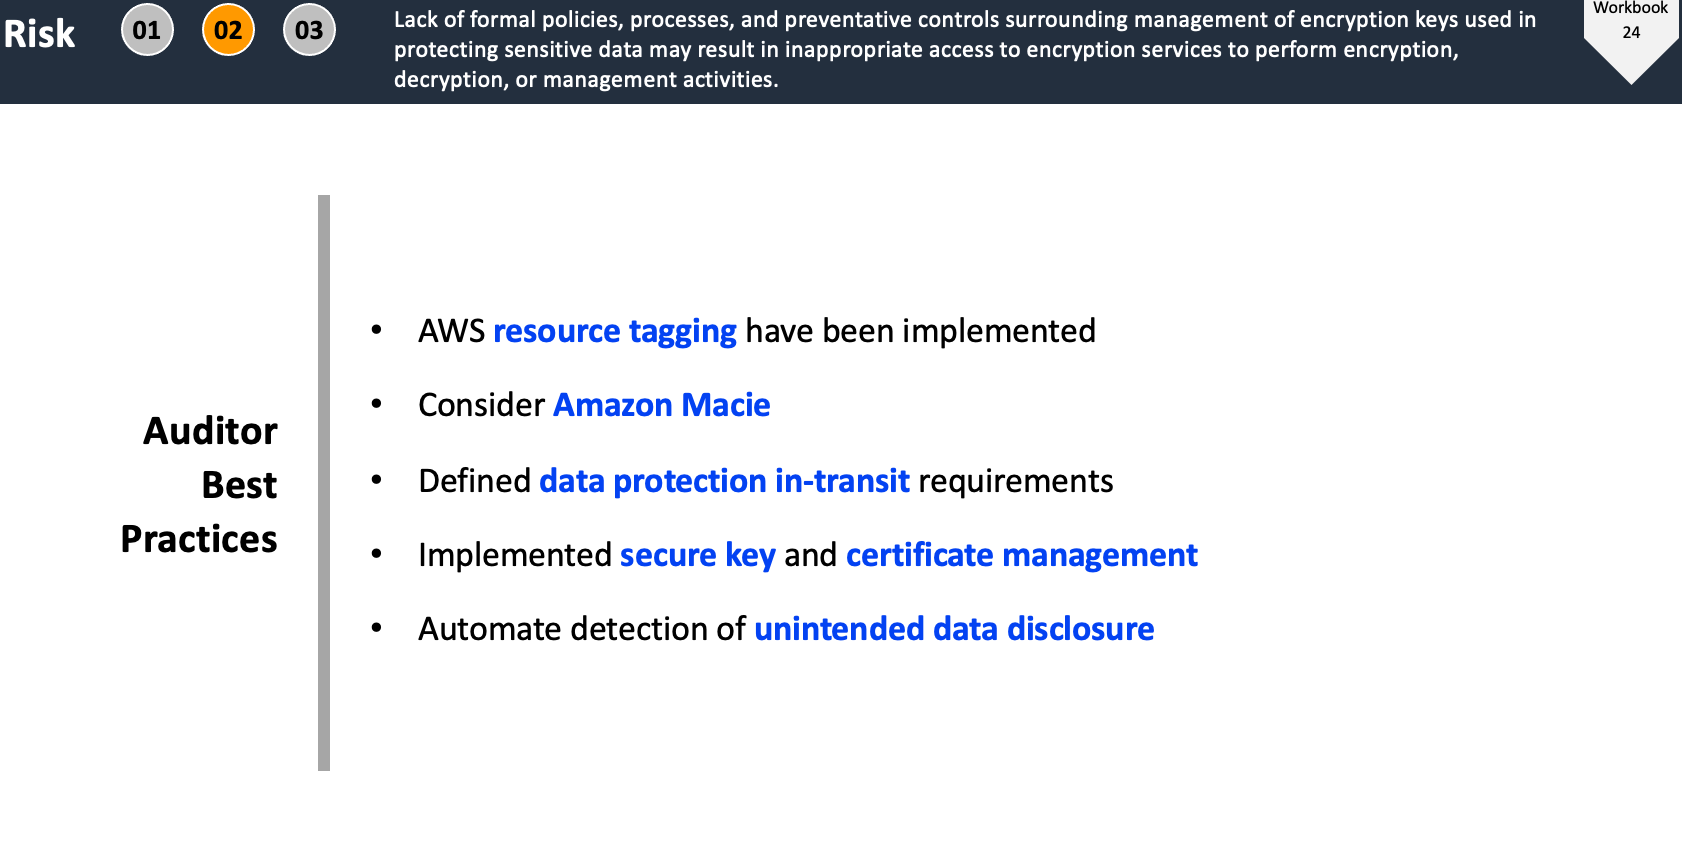 Risk
01 02 03
Lack of formal policies, processes, and preventative controls surrounding management of encryption keys used in
protecting sensitive data may result in inappropriate access to encryption services to perform encryption,
decryption, or management activities.
Workbook
24
Auditor
Best
Practices
• AWS resource tagging have been implemented
• Consider Amazon Macie
• Defined data protection in-transit requirements
• Implemented secure key and certificate management
• Automate detection of unintended data disclosure